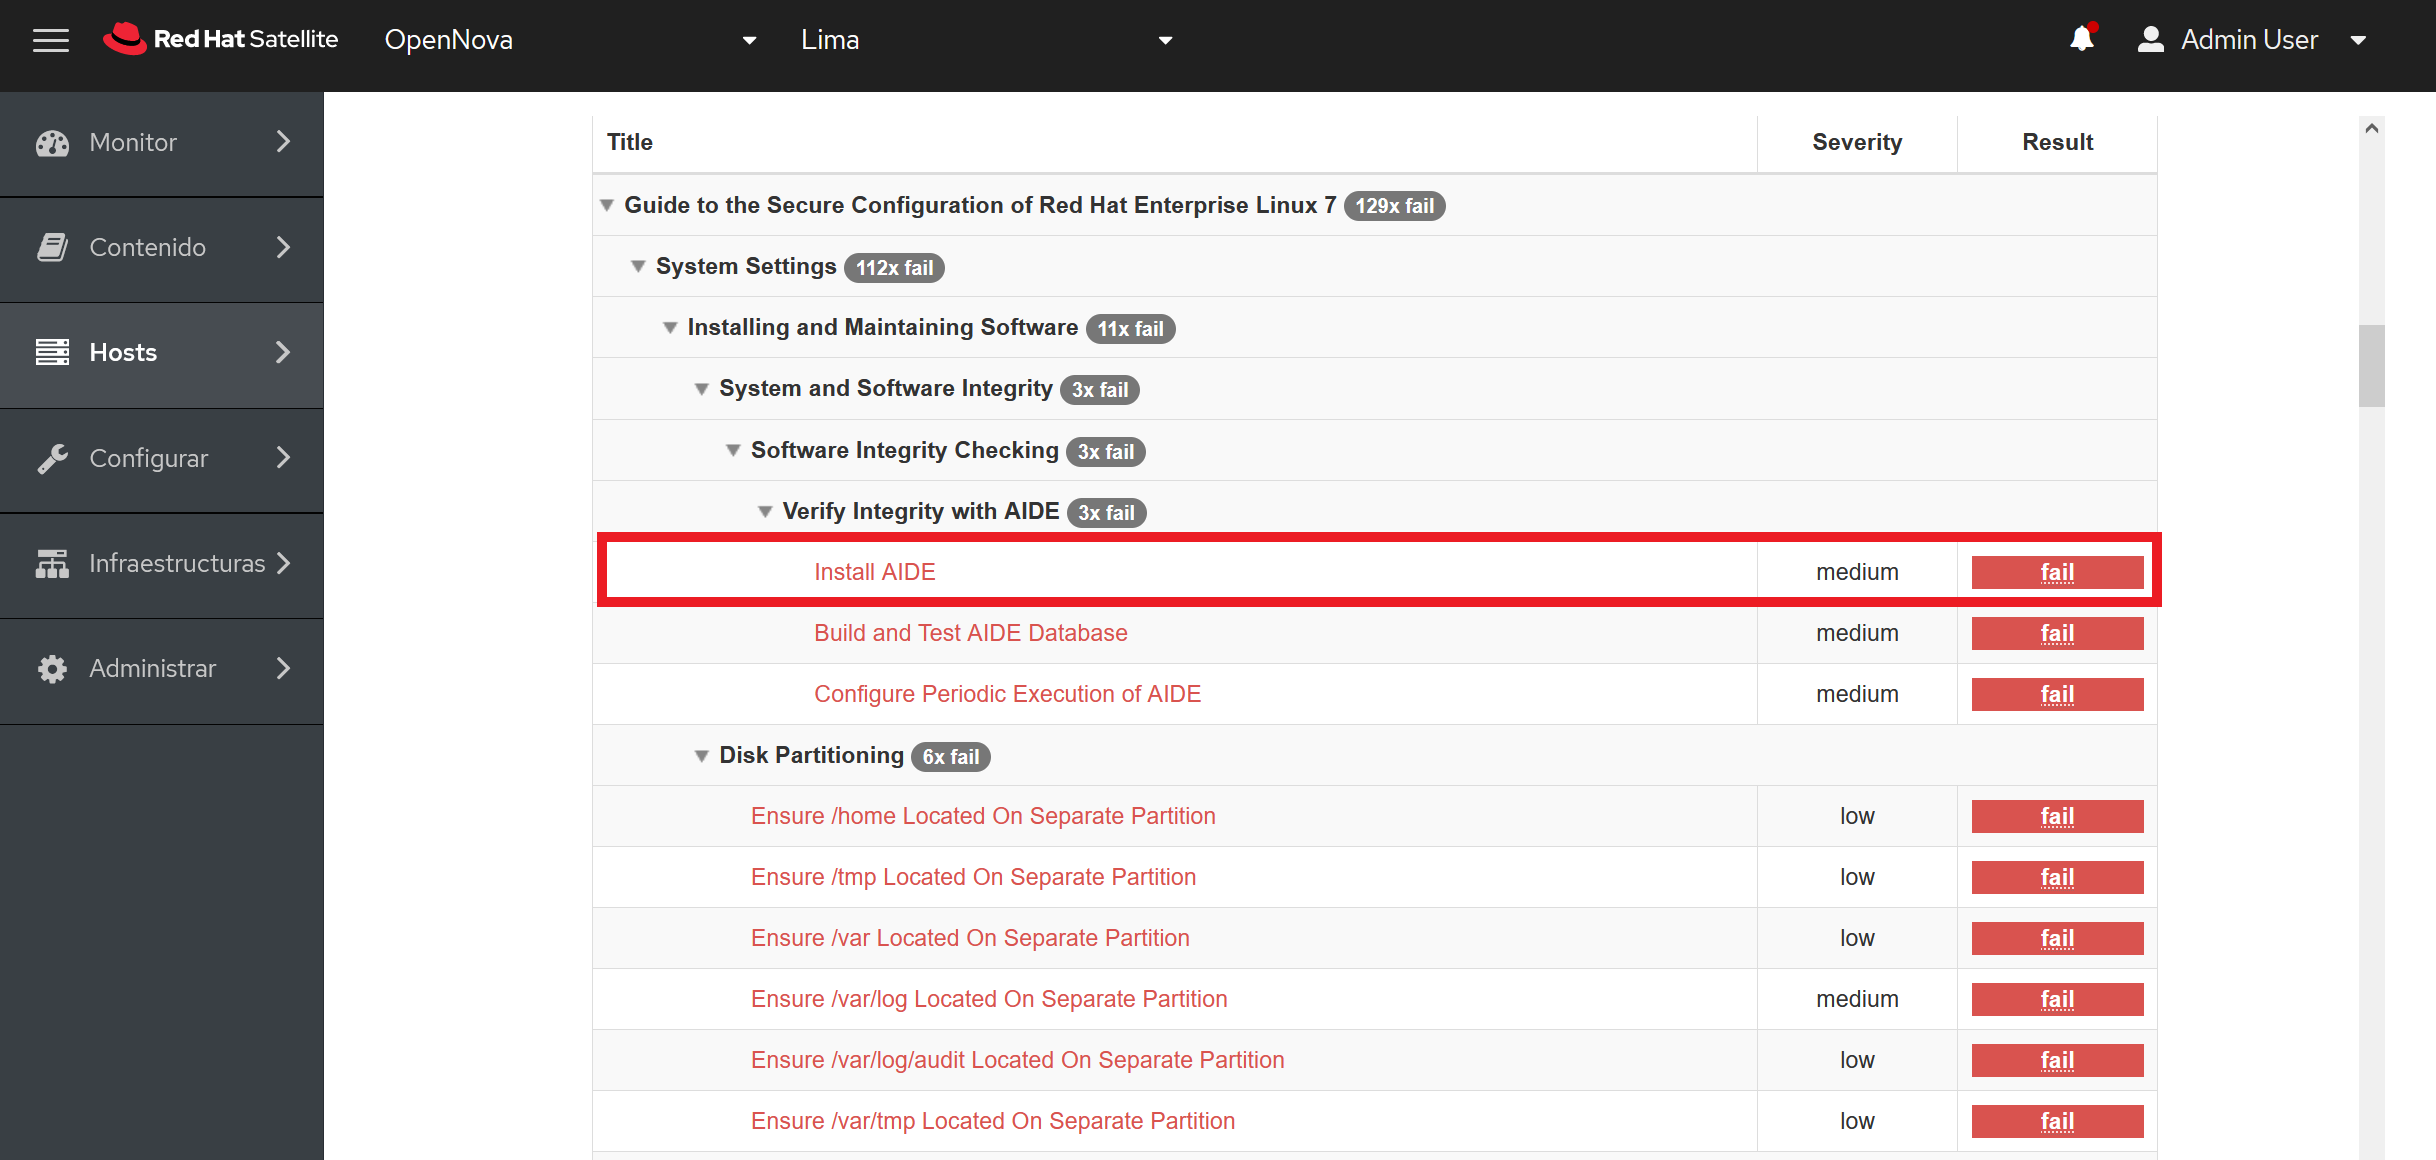 Red Hat Satellite OpenNova Lima Admin User
Monitor
Contenido
Hosts
Configurar
Infraestructuras
Administrar
Title Severity Result
Guide to the Secure Configuration of Red Hat Enterprise Linux 7 129x fail
System Settings 112x fail
Installing and Maintaining Software 11x fail
System and Software Integrity 3x fail
Software Integrity Checking 3x fail
Verify Integrity with AIDE 3x fail
Install AIDE medium fail
Build and Test AIDE Database medium fail
Configure Periodic Execution of AIDE medium fail
Disk Partitioning 6x fail
Ensure /home Located On Separate Partition low fail
Ensure /tmp Located On Separate Partition low fail
Ensure /var Located On Separate Partition low fail
Ensure /var/log Located On Separate Partition medium fail
Ensure /var/log/audit Located On Separate Partition low fail
Ensure /var/tmp Located On Separate Partition low fail